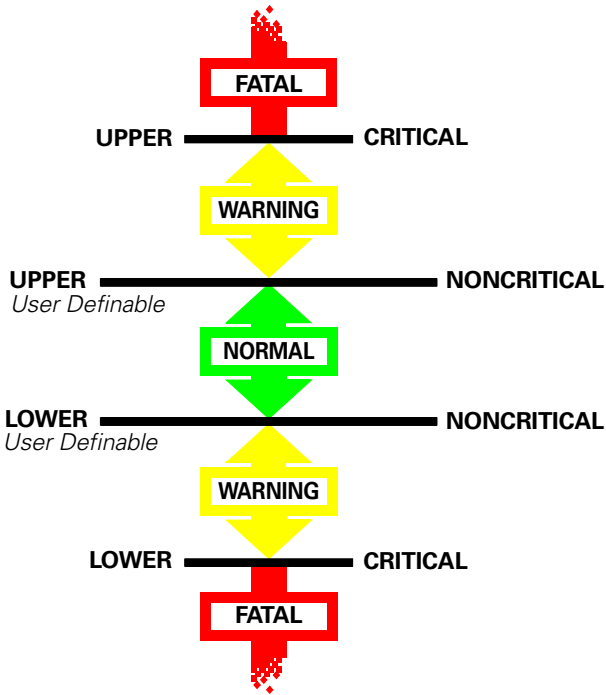 FATAL
UPPER CRITICAL
WARNING
UPPER NONCRITICAL
User Definable
NORMAL
LOWER NONCRITICAL
User Definable
WARNING
LOWER CRITICAL
FATAL